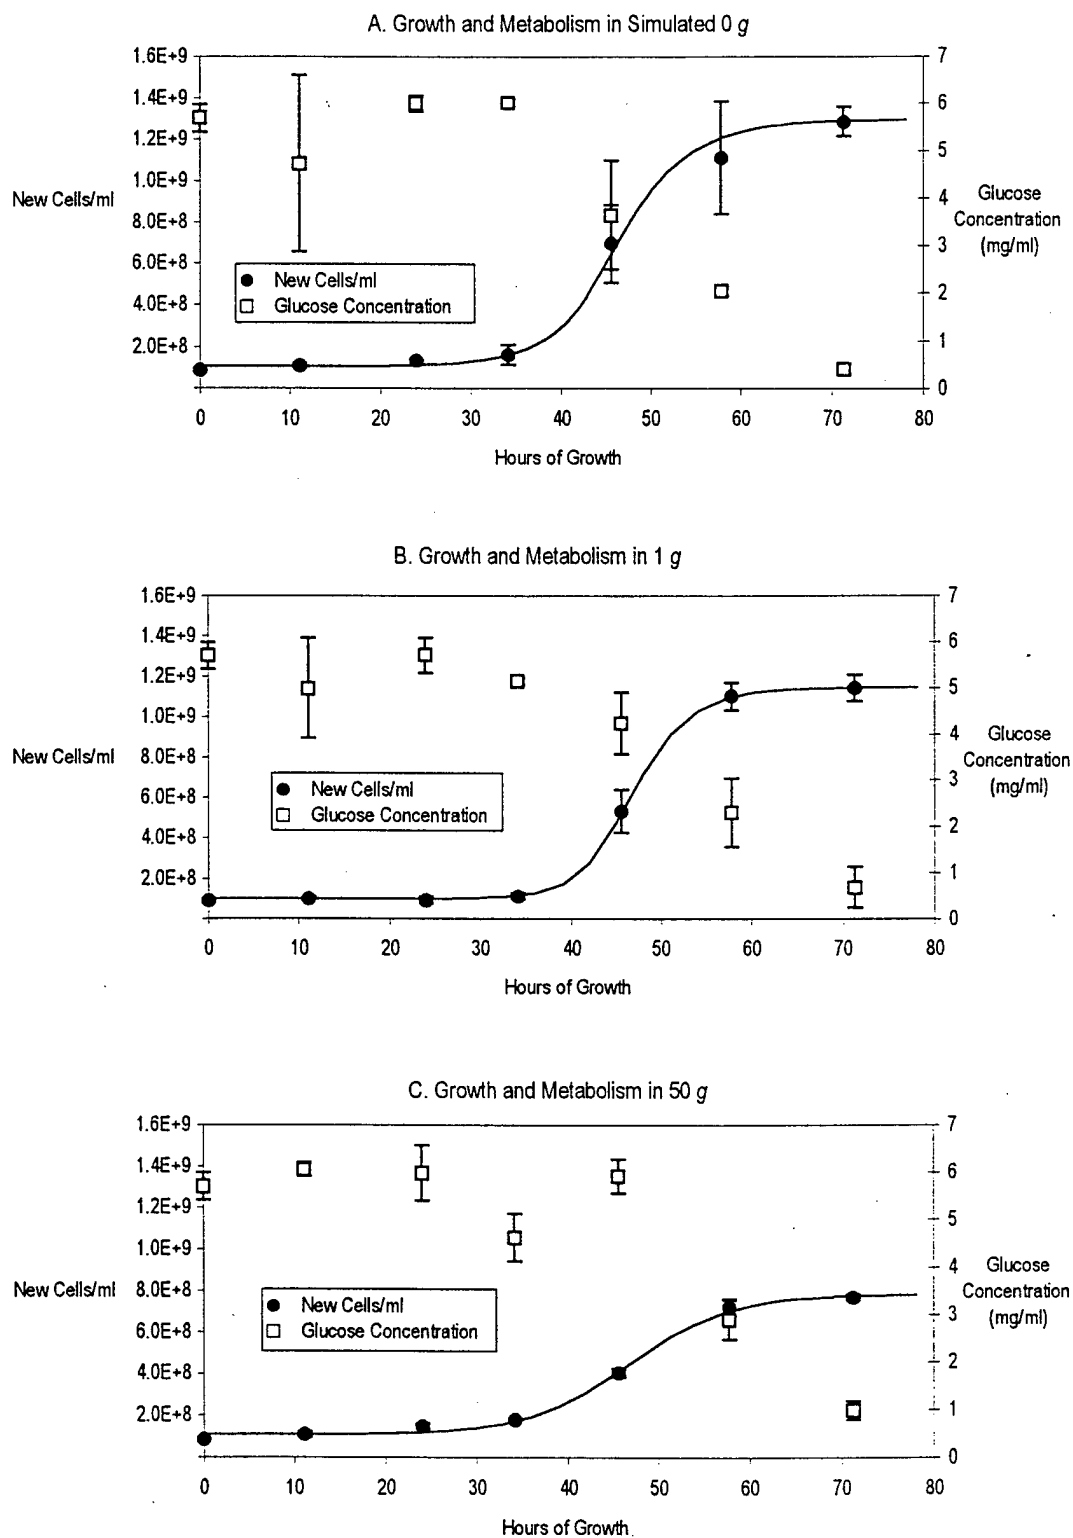 A. Growth and Metabolism in Simulated 0 g
1.6E+9
1.4E+9
1.2E+9
1.0E+9
8.0E+8
6.0E+8
4.0E+8
2.0E+8
New Cells/ml
7
6
5
4
3
2
1
0
Glucose
Concentration
(mg/ml)
New Cells/ml
Glucose Concentration
0 10 20 30 40 50 60 70 80
Hours of Growth
B. Growth and Metabolism in 1 g
1.6E+9
1.4E+9
1.2E+9
1.0E+9
8.0E+8
6.0E+8
4.0E+8
2.0E+8
New Cells/ml
7
6
5
4
3
2
1
0
Glucose
Concentration
(mg/ml)
New Cells/ml
Glucose Concentration
0 10 20 30 40 50 60 70 80
Hours of Growth
C. Growth and Metabolism in 50 g
1.6E+9
1.4E+9
1.2E+9
1.0E+9
8.0E+8
6.0E+8
4.0E+8
2.0E+8
New Cells/ml
7
6
5
4
3
2
1
0
Glucose
Concentration
(mg/ml)
New Cells/ml
Glucose Concentration
0 10 20 30 40 50 60 70 80
Hours of Growth